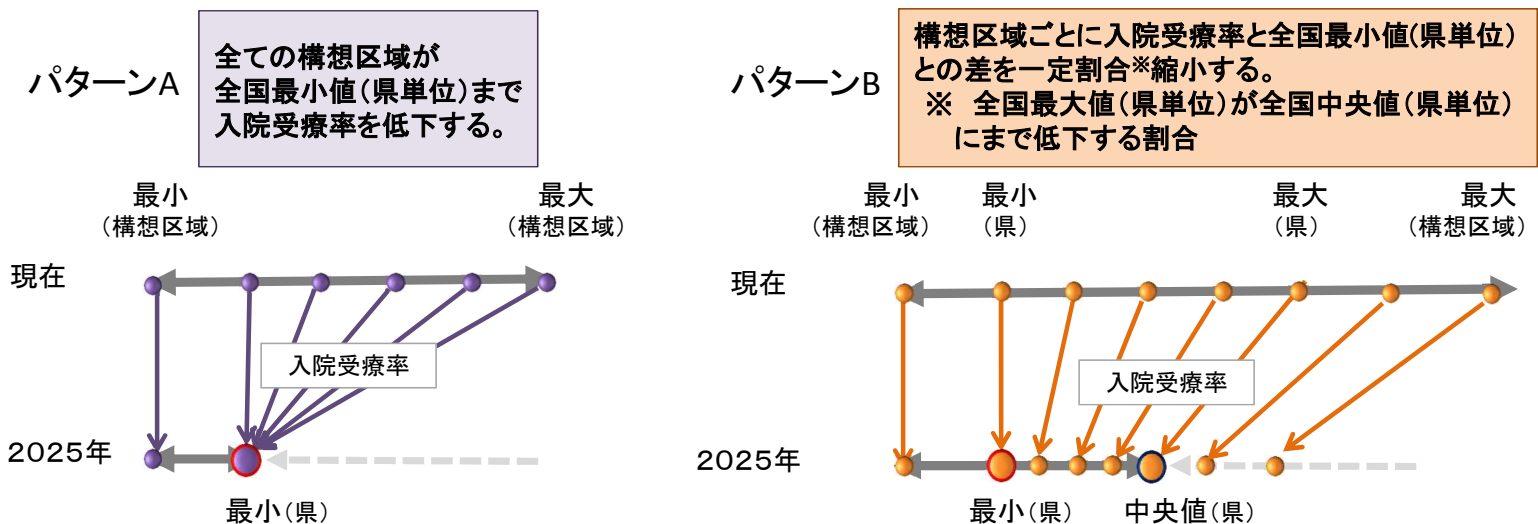 パターンA
全ての構想区域が
全国最小値(県単位)まで
入院受療率を低下する。
最小
(構想区域)
最大
(構想区域)
現在
入院受療率
2025年
最小(県)
パターンB
構想区域ごとに入院受療率と全国最小値(県単位)
との差を一定割合※縮小する。
※ 全国最大値(県単位)が全国中央値(県単位)
にまで低下する割合
最小
(構想区域)
最小
(県)
最大
(県)
最大
(構想区域)
現在
入院受療率
2025年
最小(県)
中央値(県)